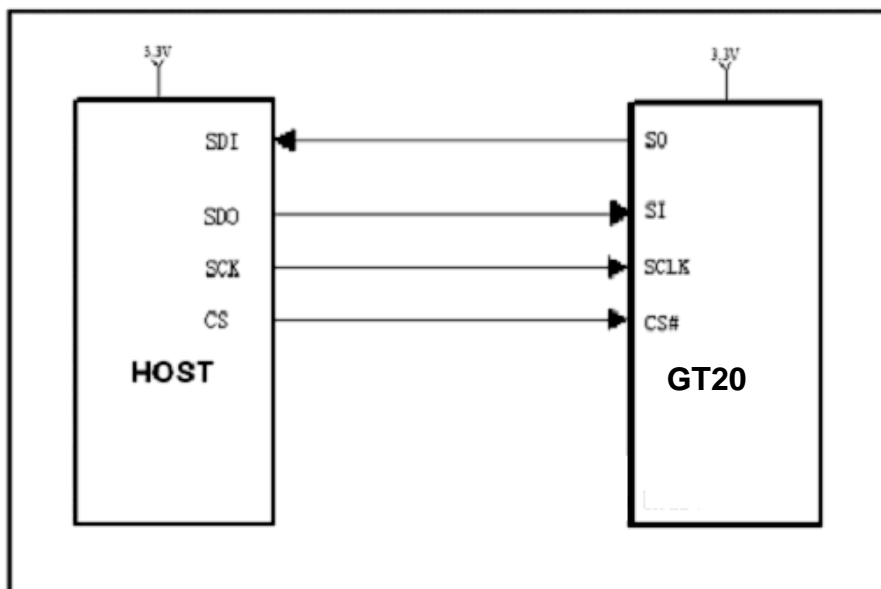 3.3V
3.3V
SDI
SO
SDO
SI
SCK
SCLK
CS
CS#
HOST
GT20